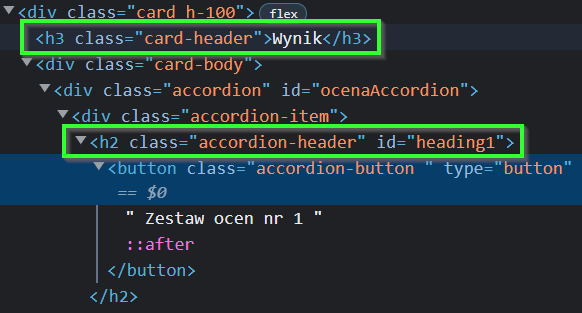 <div class="card h-100"> flex
<h3 class="card-header">Wynik</h3>
<div class="card-body">
<div class="accordion" id="ocenaAccordion">
<div class="accordion-item">
<h2 class="accordion-header" id="heading1">
<button class="accordion-button " type="button"
== $0
" Zestaw ocen nr 1 "
::after
</button>
</h2>